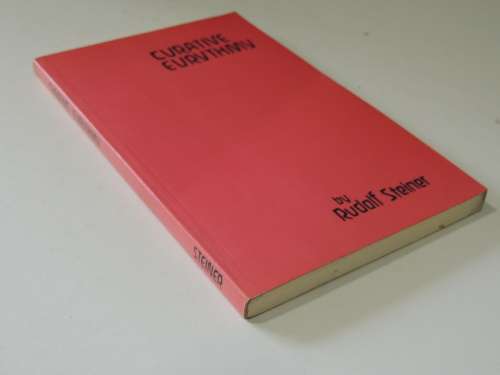 CURATIVE
EURYTHMY
by
Rudolf Steiner
STEINER